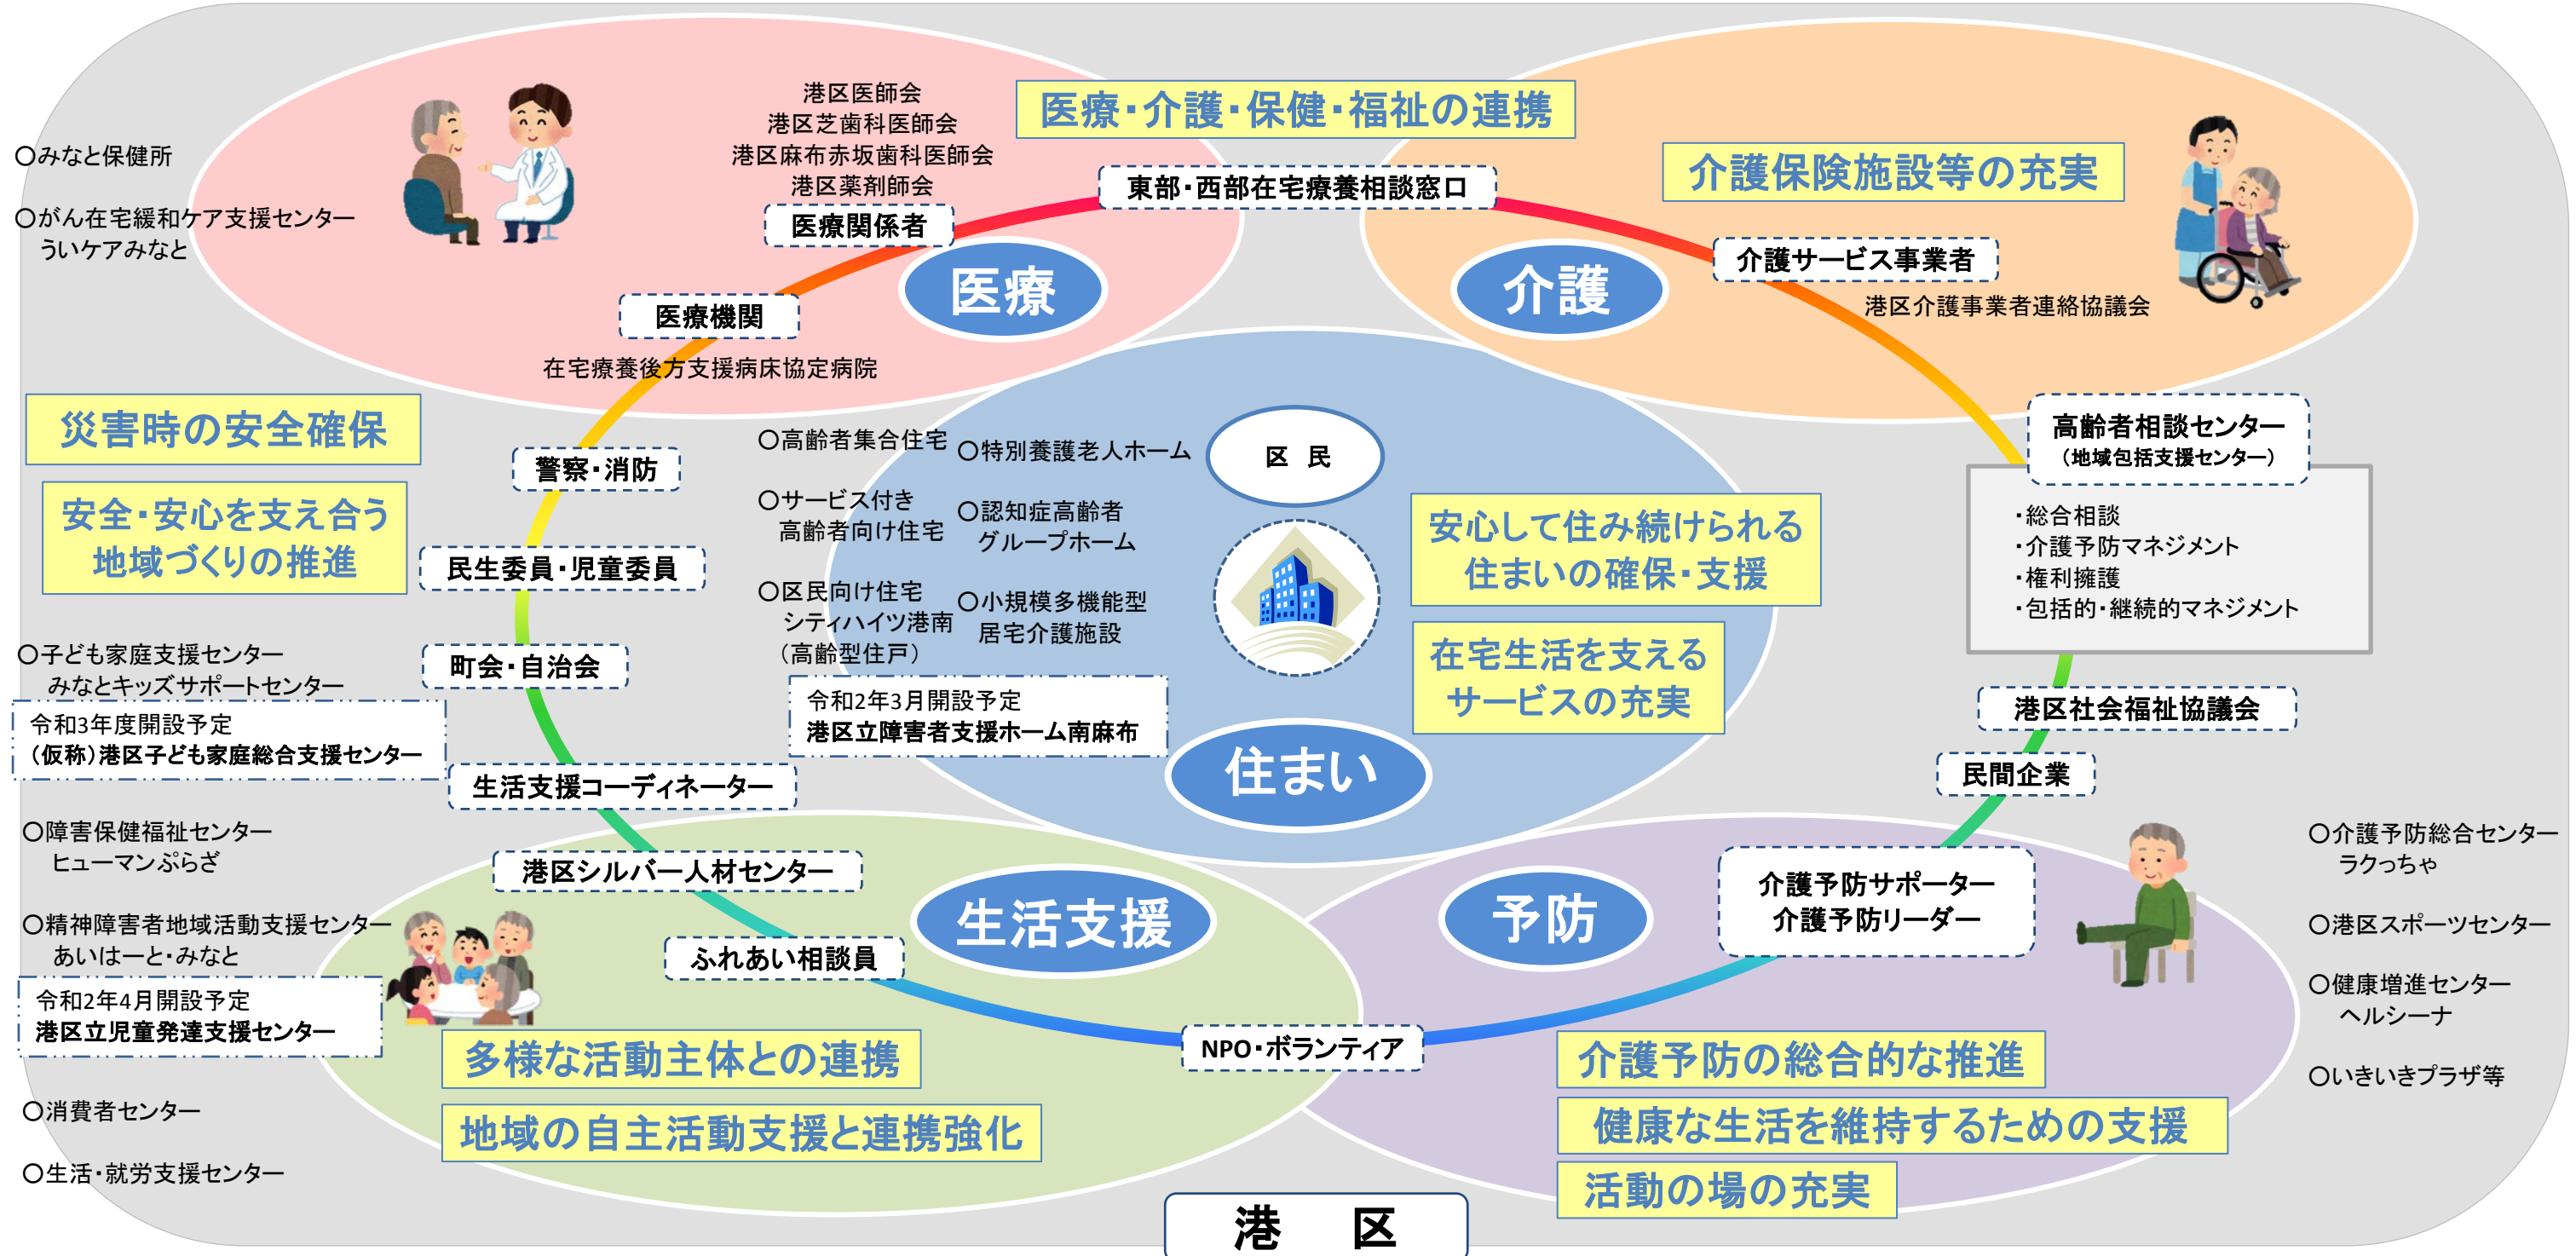 港区医師会
港区芝歯科医師会
港区麻布赤坂歯科医師会
港区薬剤師会
医療関係者
医療・介護・保健・福祉の連携
東部・西部在宅療養相談窓口
介護保険施設等の充実
〇みなと保健所
〇がん在宅緩和ケア支援センター
ういケアみなと
医療
介護
介護サービス事業者
港区介護事業者連絡協議会
医療機関
在宅療養後方支援病床協定病院
災害時の安全確保
安全・安心を支え合う
地域づくりの推進
警察・消防
民生委員・児童委員
町会・自治会
〇高齢者集合住宅
〇サービス付き
高齢者向け住宅
〇区民向け住宅
シティハイツ港南
（高齢型住戸）
〇特別養護老人ホーム
〇認知症高齢者
グループホーム
〇小規模多機能型
居宅介護施設
区　民
安心して住み続けられる
住まいの確保・支援
在宅生活を支える
サービスの充実
高齢者相談センター
（地域包括支援センター）
・総合相談
・介護予防マネジメント
・権利擁護
・包括的・継続的マネジメント
〇子ども家庭支援センター
みなとキッズサポートセンター
令和3年度開設予定
（仮称）港区子ども家庭総合支援センター
令和2年3月開設予定
港区立障害者支援ホーム南麻布
住まい
港区社会福祉協議会
民間企業
生活支援コーディネーター
〇障害保健福祉センター
ヒューマンぷらざ
港区シルバー人材センター
生活支援
予防
介護予防サポーター
介護予防リーダー
〇介護予防総合センター
ラクっちゃ
〇港区スポーツセンター
〇健康増進センター
ヘルシーナ
〇いきいきプラザ等
〇精神障害者地域活動支援センター
あいはーと・みなと
令和2年4月開設予定
港区立児童発達支援センター
ふれあい相談員
NPO・ボランティア
多様な活動主体との連携
地域の自主活動支援と連携強化
介護予防の総合的な推進
健康な生活を維持するための支援
活動の場の充実
〇消費者センター
〇生活・就労支援センター
港　区